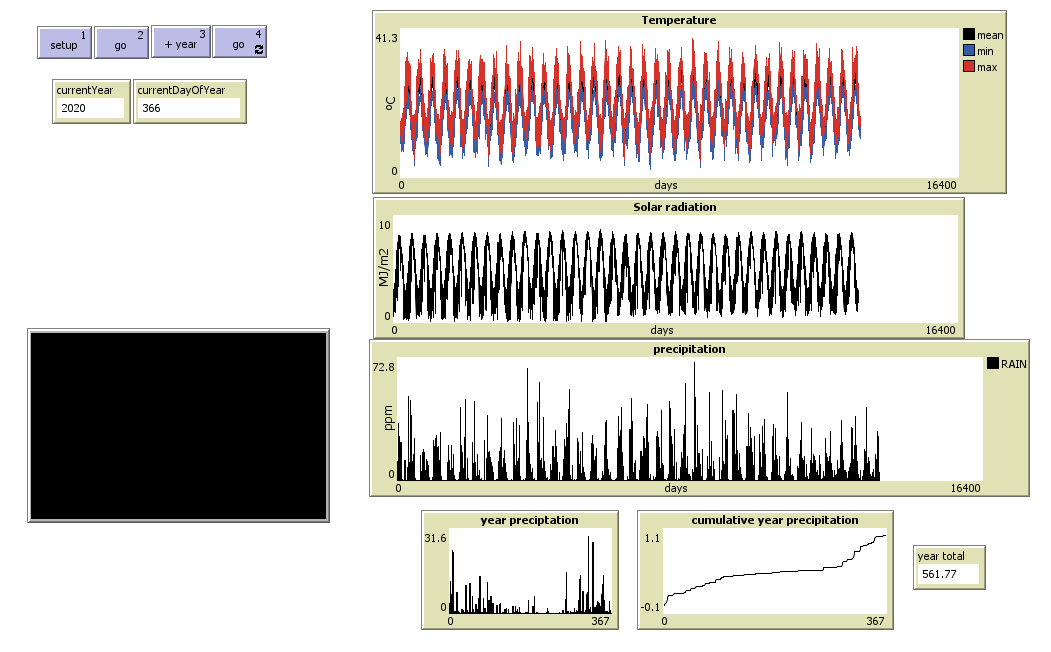 1
setup
2
go
3
+ year
4
go
currentYear
2020
currentDayOfYear
366
Temperature
41.3
ºC
0
0
days
16400
mean
min
max
Solar radiation
10
MJ/m2
0
0
days
16400
precipitation
72.8
ppm
0
0
days
16400
RAIN
year preciptation
31.6
0
0
367
cumulative year precipitation
1.1
-0.1
0
367
year total
561.77